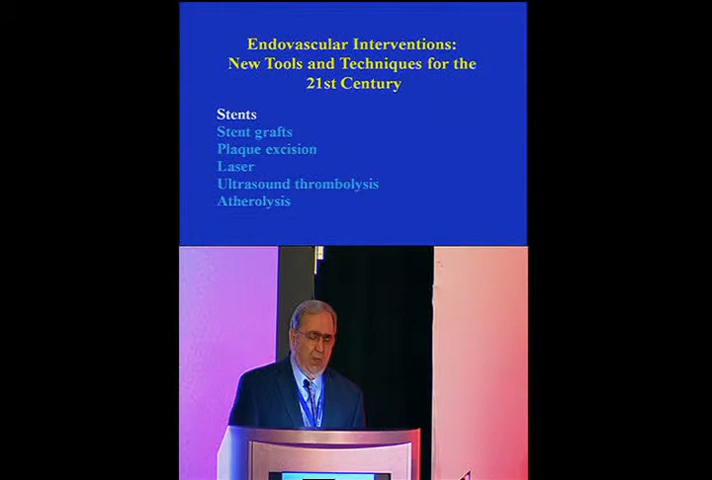 Endovascular Interventions:
New Tools and Techniques for the
21st Century
Stents
Stent grafts
Plaque excision
Laser
Ultrasound thrombolysis
Atherolysis